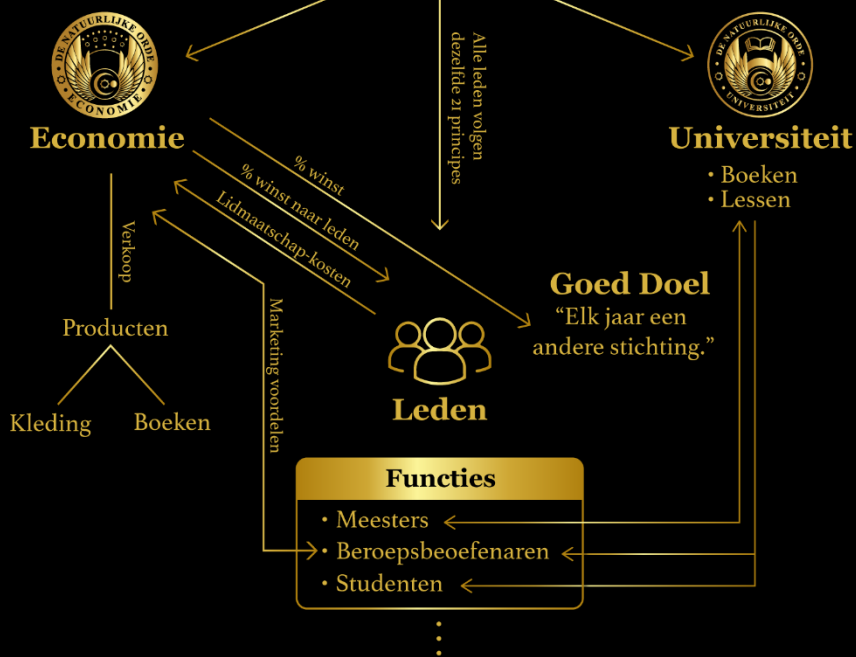 DE NATUURLIJKE ORDE
ECONOMIE
Economie
Alle leden volgen
dezelfde 21 principes
DE NATUURLIJKE ORDE
UNIVERSITEIT
Universiteit
• Boeken
• Lessen
% winst
% winst naar leden
Lidmaatschap-kosten
Verkoop
Marketing voordelen
Producten
Kleding
Boeken
Goed Doel
“Elk jaar een
andere stichting.”
Leden
Functies
• Meesters
• Beroepsbeoefenaren
• Studenten